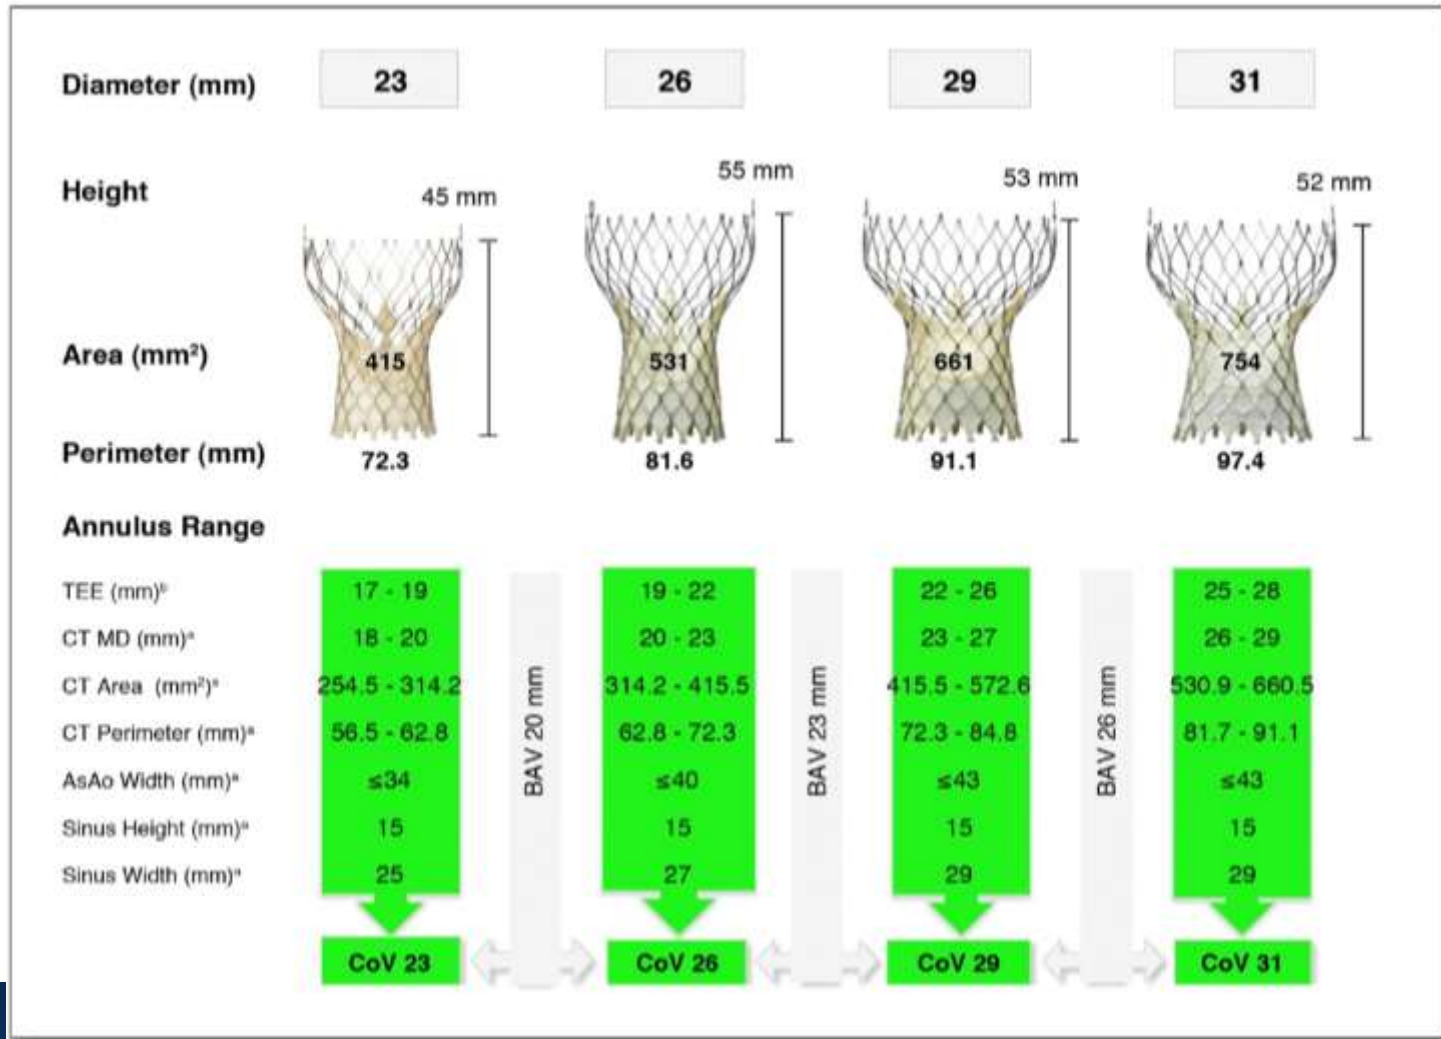 Diameter (mm) 23 26 29 31
Height 45 mm 55 mm 53 mm 52 mm
Area (mm²) 415 531 661 754
Perimeter (mm) 72.3 81.6 91.1 97.4
Annulus Range
TEE (mm)ᵇ 17 - 19 19 - 22 22 - 26 25 - 28
CT MD (mm)ᵃ 18 - 20 20 - 23 23 - 27 26 - 29
CT Area (mm²)ᵃ 254.5 - 314.2 314.2 - 415.5 415.5 - 572.6 530.9 - 660.5
CT Perimeter (mm)ᵃ 56.5 - 62.8 62.8 - 72.3 72.3 - 84.8 81.7 - 91.1
AsAo Width (mm)ᵃ ≤34 ≤40 ≤43 ≤43
Sinus Height (mm)ᵃ 15 15 15 15
Sinus Width (mm)ᵃ 25 27 29 29
BAV 20 mm
BAV 23 mm
BAV 26 mm
CoV 23 CoV 26 CoV 29 CoV 31